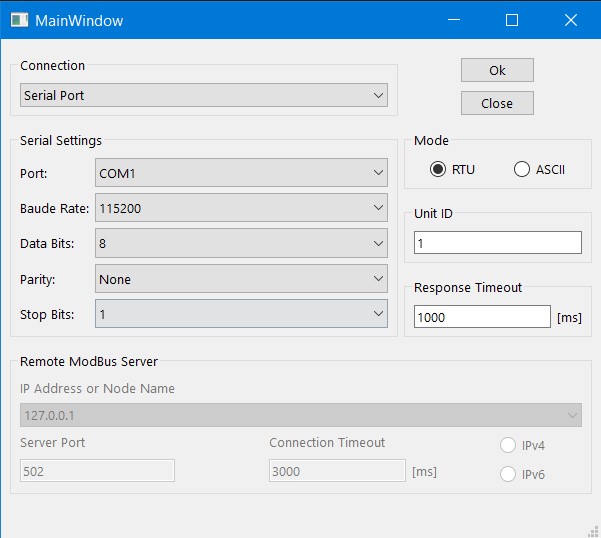 MainWindow
Connection
Serial Port
Ok
Close
Serial Settings
Port: COM1
Baude Rate: 115200
Data Bits: 8
Parity: None
Stop Bits: 1
Mode
RTU ASCII
Unit ID
1
Response Timeout
1000 [ms]
Remote ModBus Server
IP Address or Node Name
127.0.0.1
Server Port Connection Timeout IPv4
502 3000 [ms] IPv6